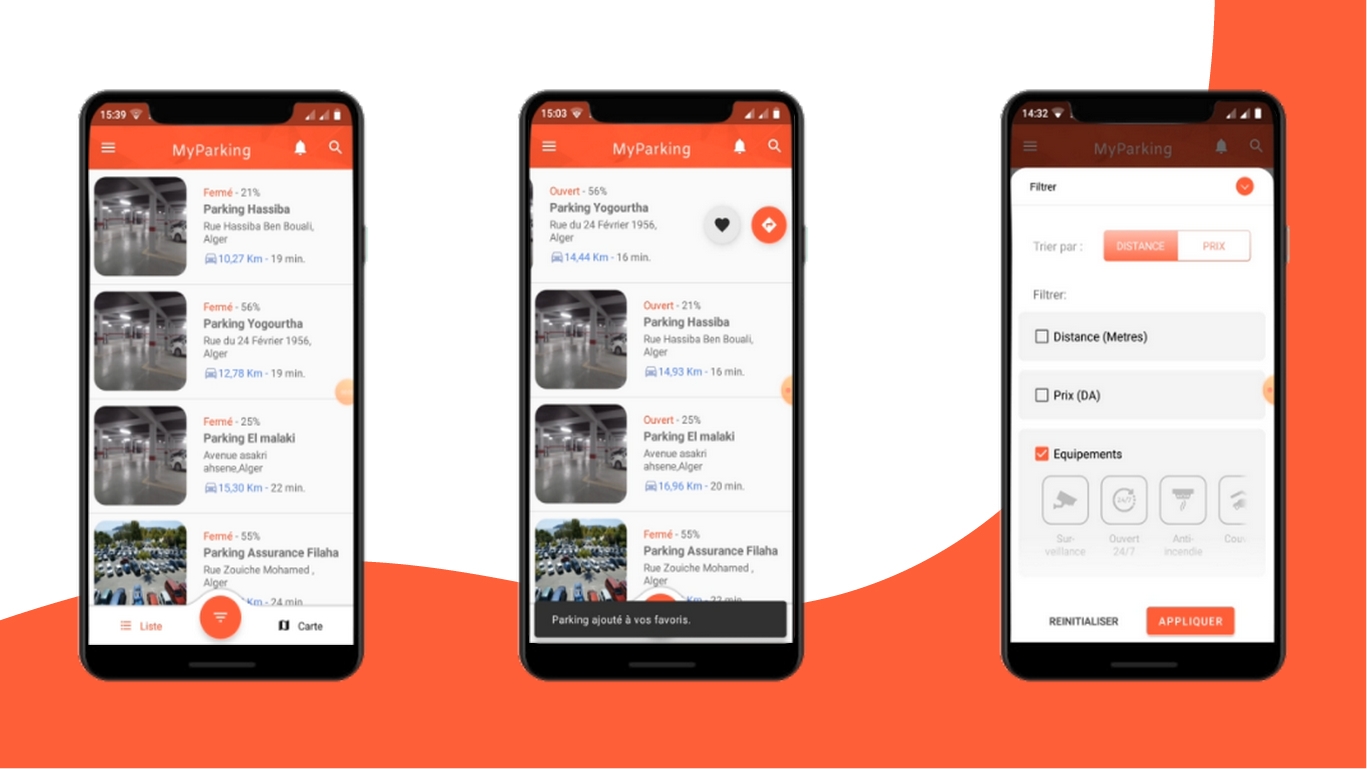 15:39
MyParking
Fermé - 21%
Parking Hassiba
Rue Hassiba Ben Bouali,
Alger
10,27 Km - 19 min.
Fermé - 56%
Parking Yogourtha
Rue du 24 Février 1956,
Alger
12,78 Km - 19 min.
Fermé - 25%
Parking El malaki
Avenue asakri
ahsene,Alger
15,30 Km - 22 min.
Fermé - 55%
Parking Assurance Filaha
Rue Zouiche Mohamed ,
Alger
Km - 24 min.
Liste
Carte
15:03
MyParking
Ouvert - 56%
Parking Yogourtha
Rue du 24 Février 1956,
Alger
14,44 Km - 16 min.
Ouvert - 21%
Parking Hassiba
Rue Hassiba Ben Bouali,
Alger
14,93 Km - 16 min.
Ouvert - 25%
Parking El malaki
Avenue asakri
ahsene,Alger
16,96 Km - 20 min.
Fermé - 55%
Parking Assurance Filaha
Rue Zouiche Mohamed ,
Alger
Km - 22 min.
Parking ajouté à vos favoris.
14:32
MyParking
Filtrer
Trier par :
DISTANCE
PRIX
Filtrer:
Distance (Metres)
Prix (DA)
Equipements
24/7
Sur-
veillance
Ouvert
24/7
Anti-
incendie
REINITIALISER
APPLIQUER